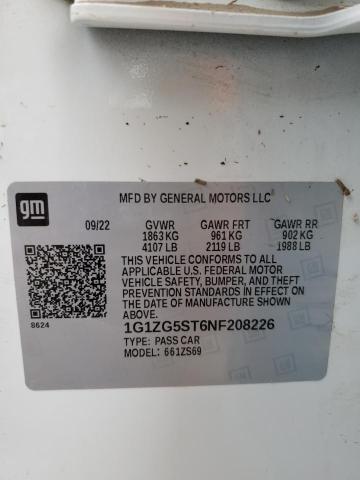 gm
MFD BY GENERAL MOTORS LLC
09/22 GVWR GAWR FRT GAWR RR
1863 KG 961 KG 902 KG
4107 LB 2119 LB 1988 LB
THIS VEHICLE CONFORMS TO ALL
APPLICABLE U.S. FEDERAL MOTOR
VEHICLE SAFETY, BUMPER, AND THEFT
PREVENTION STANDARDS IN EFFECT ON
THE DATE OF MANUFACTURE SHOWN ABOVE.
8624
1G1ZG5ST6NF208226
TYPE: PASS CAR
MODEL: 661ZS69